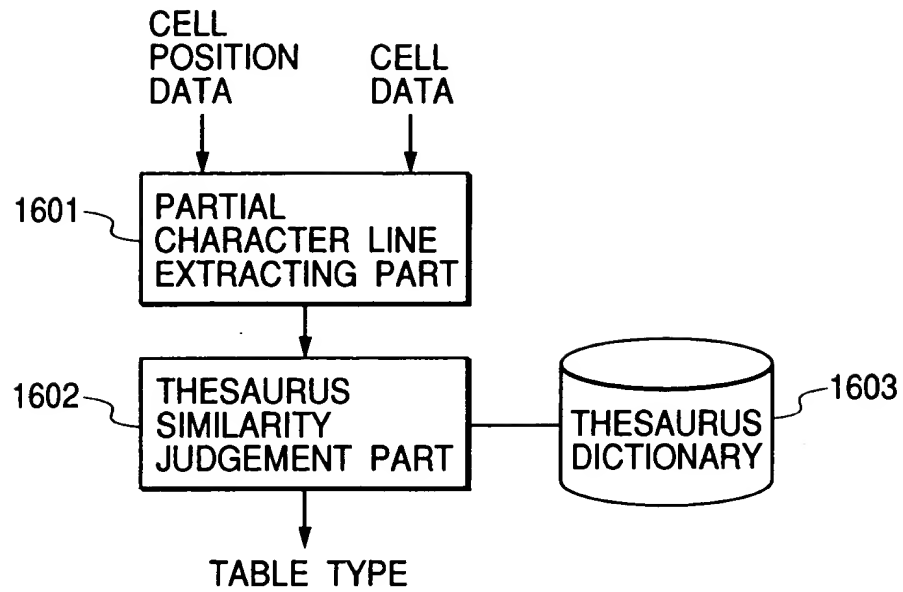 CELL
POSITION
DATA
CELL
DATA
1601
PARTIAL
CHARACTER LINE
EXTRACTING PART
1602
THESAURUS
SIMILARITY
JUDGEMENT PART
1603
THESAURUS
DICTIONARY
TABLE TYPE